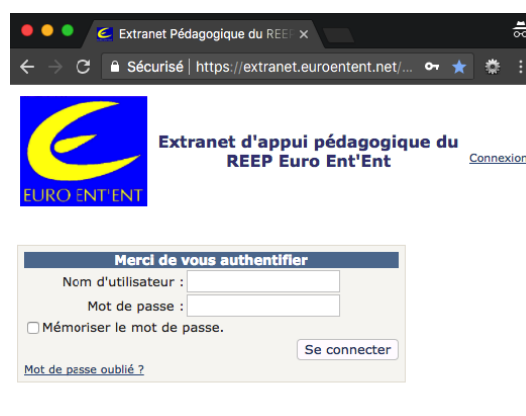 Extranet Pédagogique du REEP
Sécurisé | https://extranet.euroentent.net/...
Extranet d'appui pédagogique du
REEP Euro Ent'Ent
Connexion
EURO ENT'ENT
Merci de vous authentifier
Nom d'utilisateur :
Mot de passe :
Mémoriser le mot de passe.
Se connecter
Mot de passe oublié ?